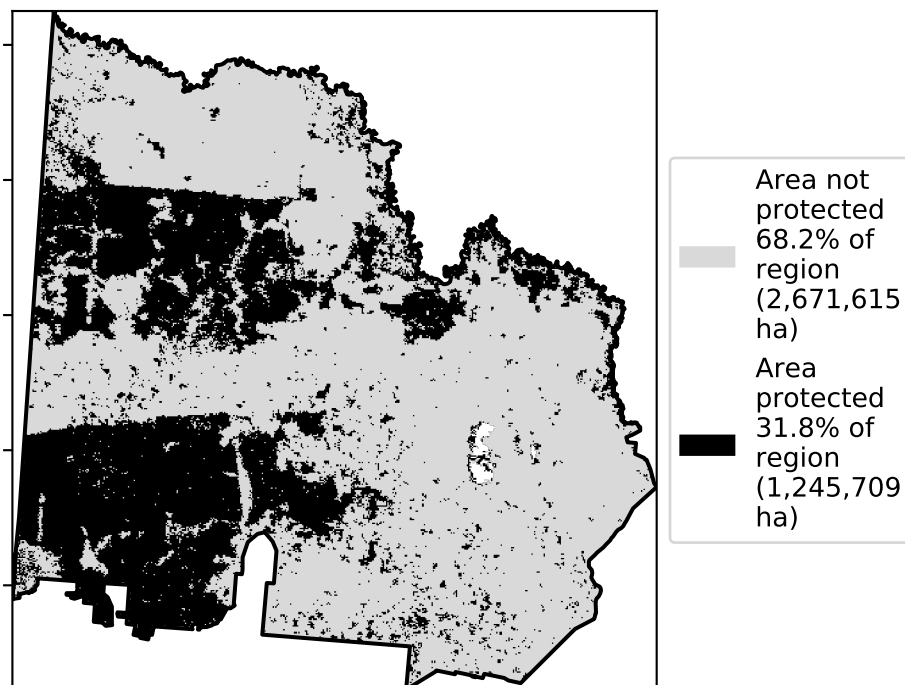 Area not
protected
68.2% of
region
(2,671,615
ha)
Area
protected
31.8% of
region
(1,245,709
ha)